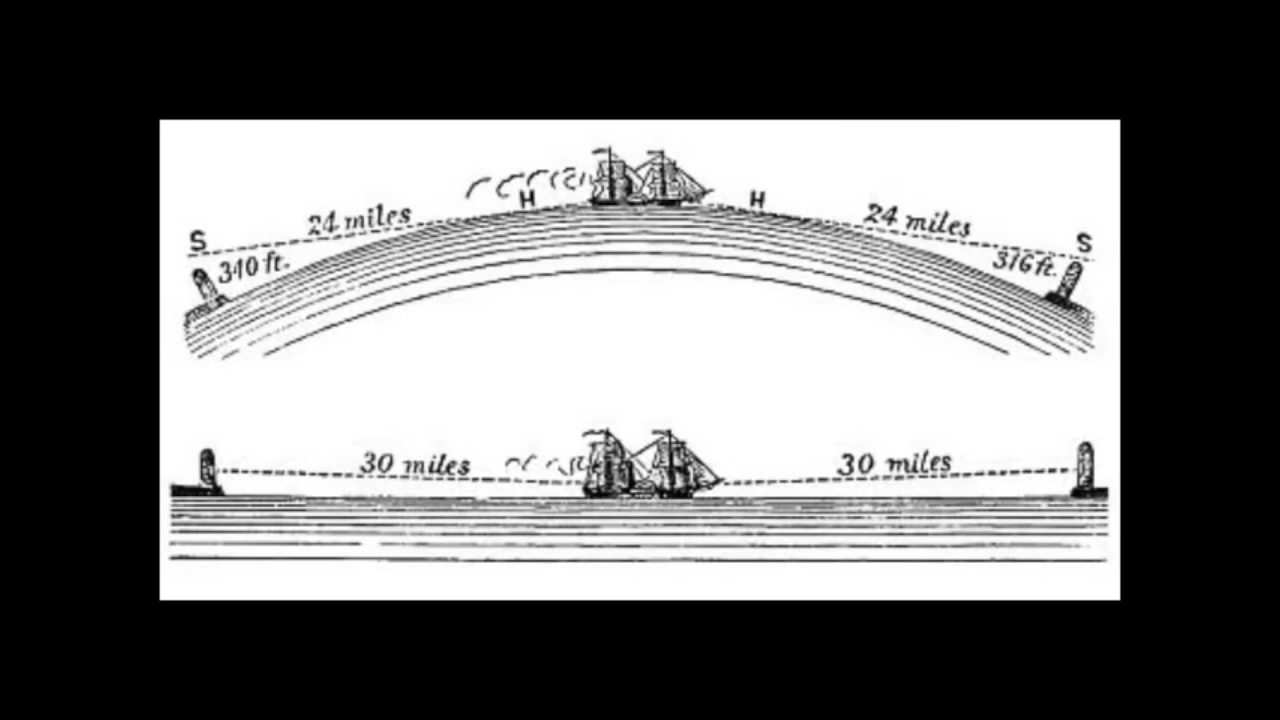 H H
24 miles 24 miles
S S
310 ft. 316 ft.
30 miles 30 miles